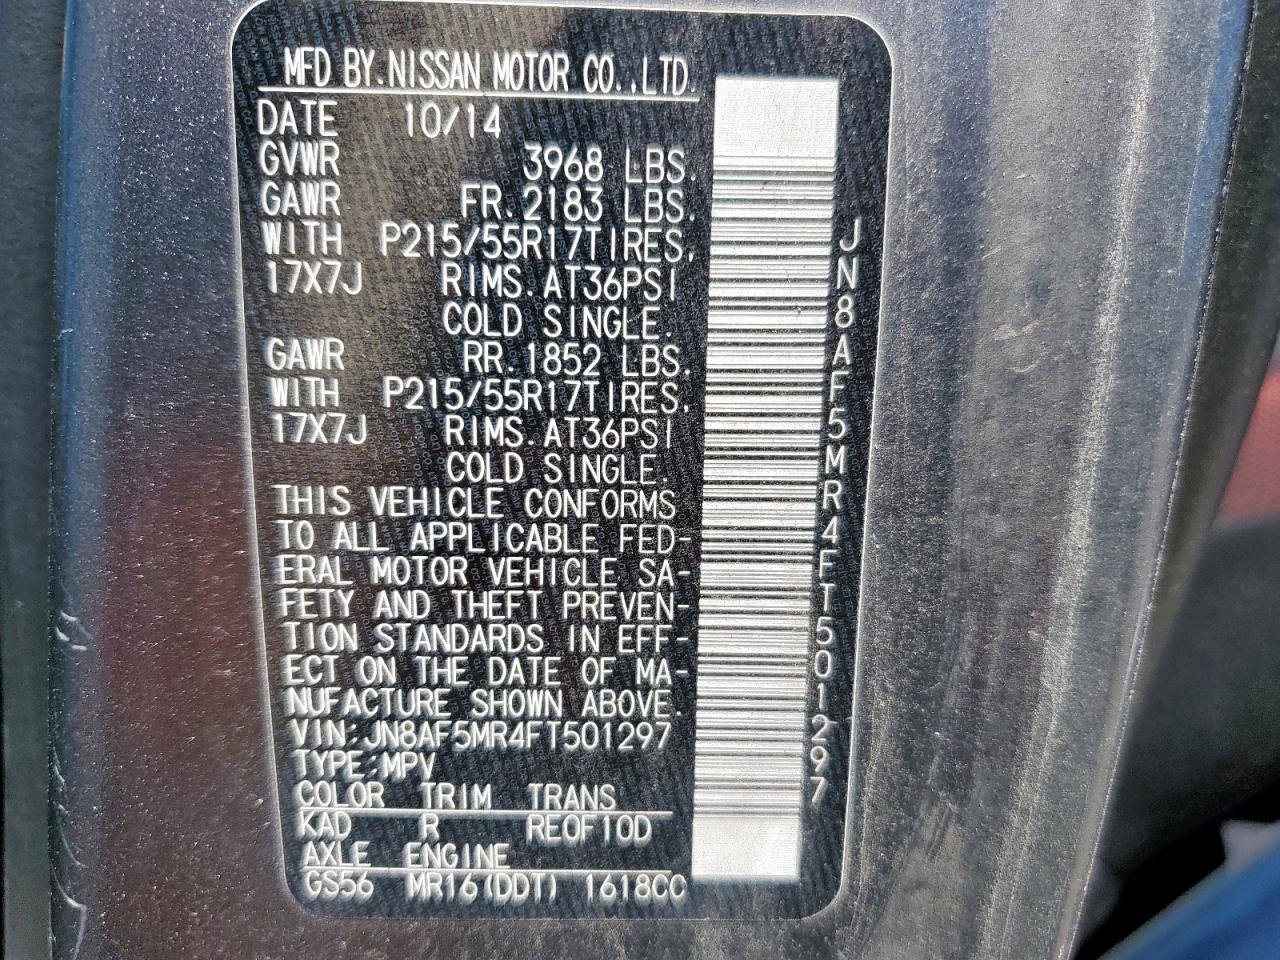 MFD BY.NISSAN MOTOR CO.,LTD.
DATE 10/14
GVWR 3968 LBS.
GAWR FR.2183 LBS.
WITH P215/55R17TIRES.
17X7J RIMS.AT36PSI
COLD SINGLE.
GAWR RR.1852 LBS.
WITH P215/55R17TIRES.
17X7J RIMS.AT36PSI
COLD SINGLE.
THIS VEHICLE CONFORMS
TO ALL APPLICABLE FED-
ERAL MOTOR VEHICLE SA-
FETY AND THEFT PREVEN-
TION STANDARDS IN EFF-
ECT ON THE DATE OF MA-
NUFACTURE SHOWN ABOVE.
VIN:JN8AF5MR4FT501297
TYPE:MPV
COLOR TRIM TRANS
KAD R REOF10D
AXLE ENGINE
GS56 MR16(DDT) 1618CC
JN8AF5MR4FT501297